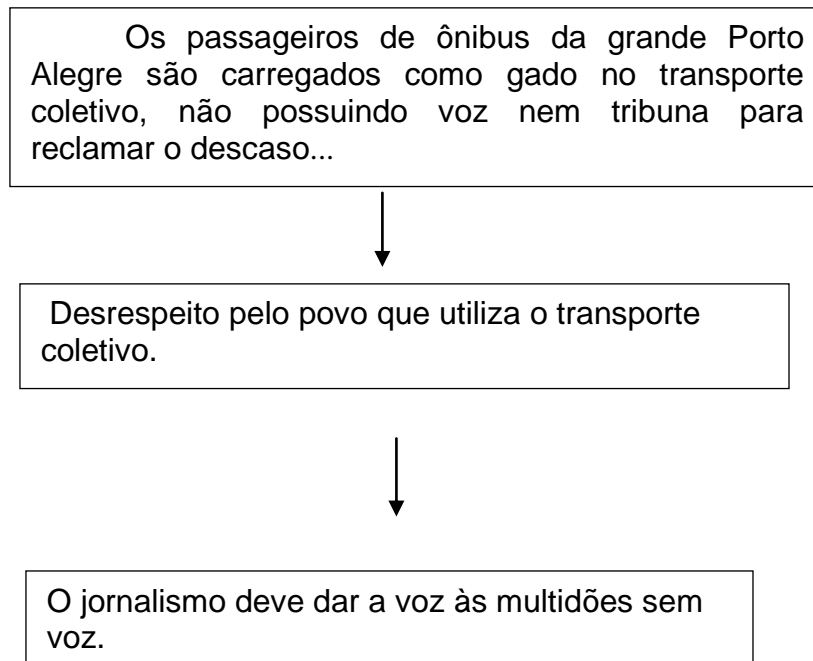 Os passageiros de ônibus da grande Porto
Alegre são carregados como gado no transporte
coletivo, não possuindo voz nem tribuna para
reclamar o descaso...
Desrespeito pelo povo que utiliza o transporte
coletivo.
O jornalismo deve dar a voz às multidões sem
voz.